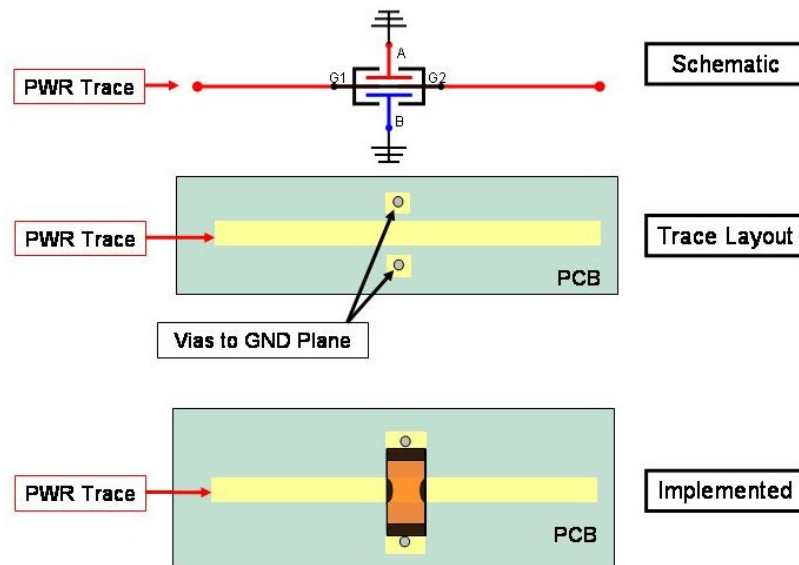 A
PWR Trace
G1
G2
Schematic
B
PWR Trace
Trace Layout
PCB
Vias to GND Plane
PWR Trace
Implemented
PCB